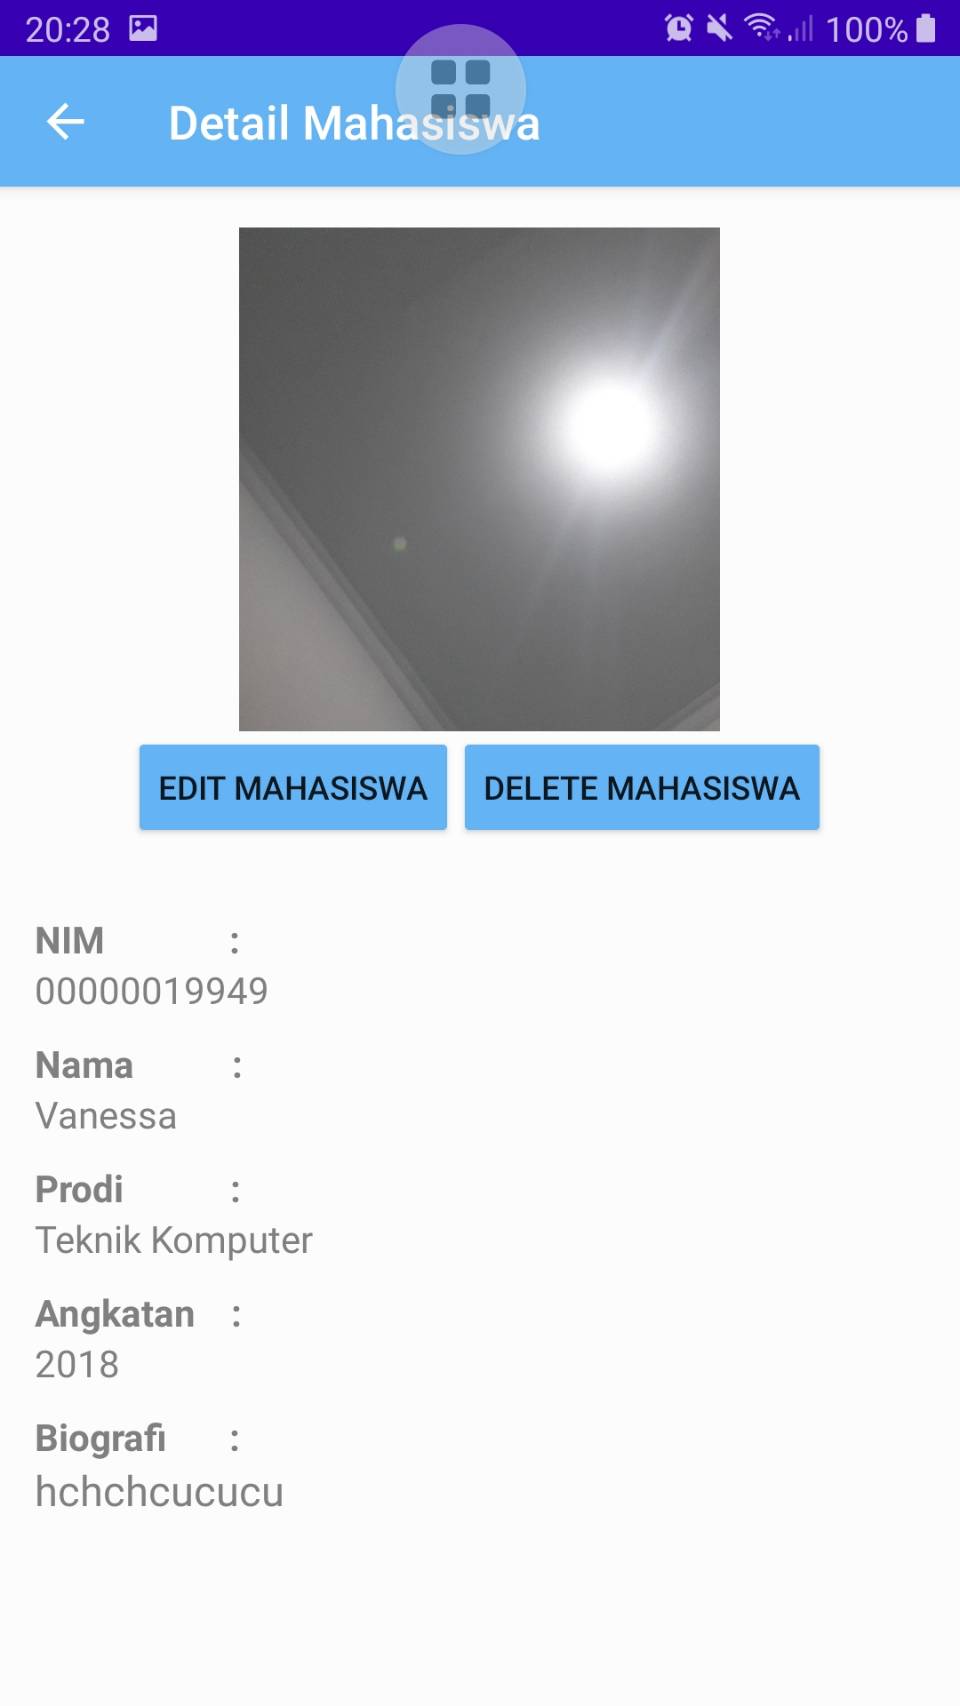 20:28 100%
Detail Mahasiswa
EDIT MAHASISWA DELETE MAHASISWA
NIM :
00000019949
Nama :
Vanessa
Prodi :
Teknik Komputer
Angkatan :
2018
Biografi :
hchchcucucu